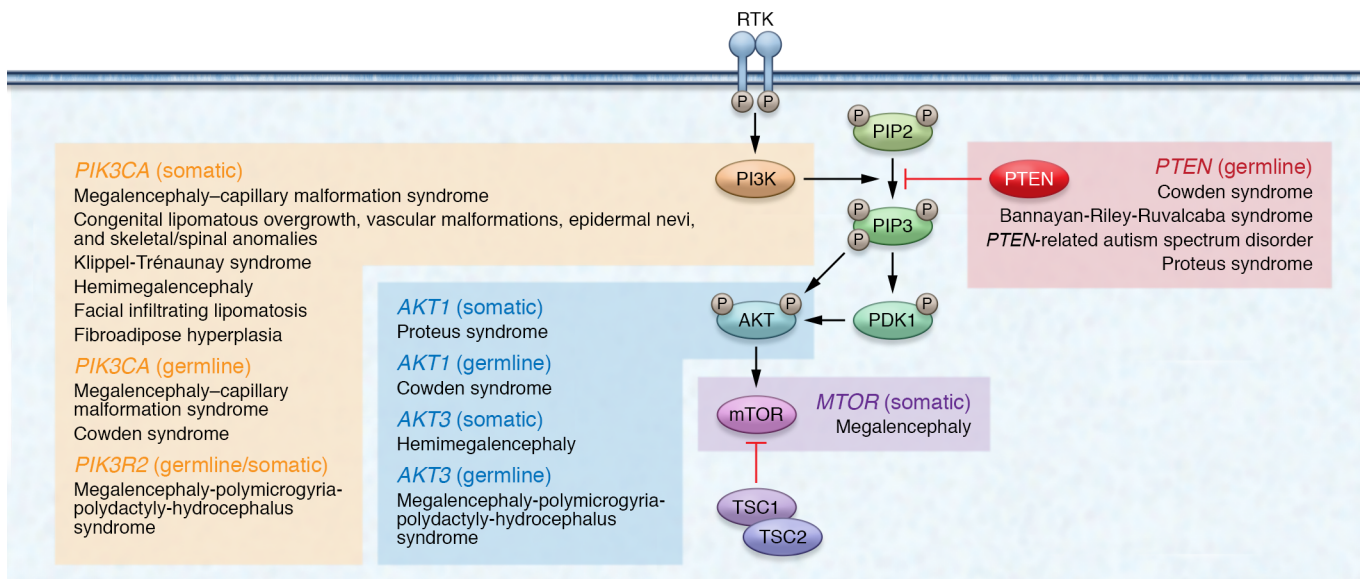 RTK
P P
P P
PIP2
PI3K
P P
P
PIP3
P P
AKT
P
PDK1
mTOR
TSC1
TSC2
PTEN
PIK3CA (somatic)
Megalencephaly–capillary malformation syndrome
Congenital lipomatous overgrowth, vascular malformations, epidermal nevi,
and skeletal/spinal anomalies
Klippel-Trénaunay syndrome
Hemimegalencephaly
Facial infiltrating lipomatosis
Fibroadipose hyperplasia
PIK3CA (germline)
Megalencephaly–capillary
malformation syndrome
Cowden syndrome
PIK3R2 (germline/somatic)
Megalencephaly-polymicrogyria-
polydactyly-hydrocephalus
syndrome
AKT1 (somatic)
Proteus syndrome
AKT1 (germline)
Cowden syndrome
AKT3 (somatic)
Hemimegalencephaly
AKT3 (germline)
Megalencephaly-polymicrogyria-
polydactyly-hydrocephalus
syndrome
MTOR (somatic)
Megalencephaly
PTEN (germline)
Cowden syndrome
Bannayan-Riley-Ruvalcaba syndrome
PTEN-related autism spectrum disorder
Proteus syndrome